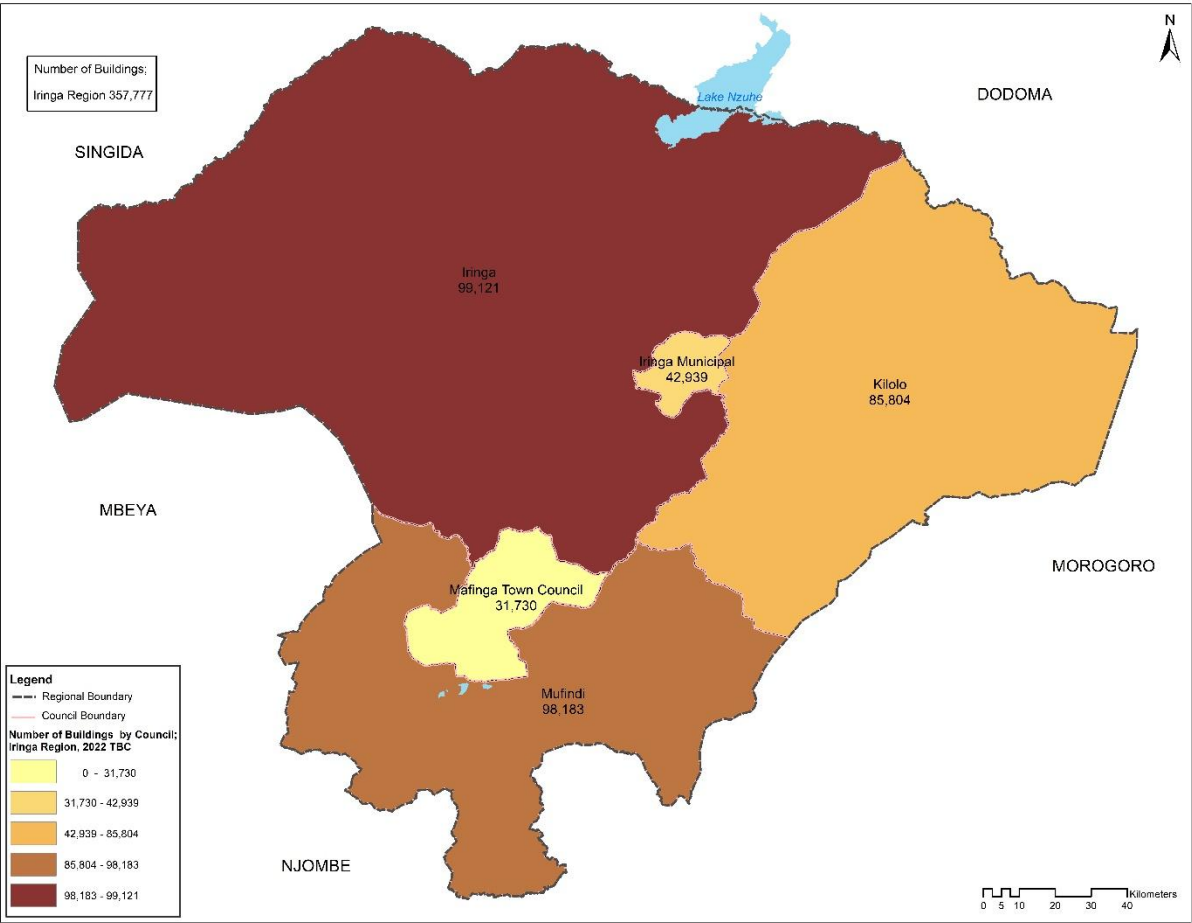 Number of Buildings;
Iringa Region 357,777
N
DODOMA
SINGIDA
Lake Nzuhe
Iringa
99,121
Iringa Municipal
42,939
Kilolo
85,804
MBEYA
MOROGORO
Mafinga Town Council
31,730
Mufindi
98,183
NJOMBE
Legend
Regional Boundary
Council Boundary
Number of Buildings by Council;
Iringa Region, 2022 TBC
0 - 31,730
31,730 - 42,939
42,939 - 85,804
85,804 - 98,183
98,183 - 99,121
Kilometers
0 5 10 20 30 40